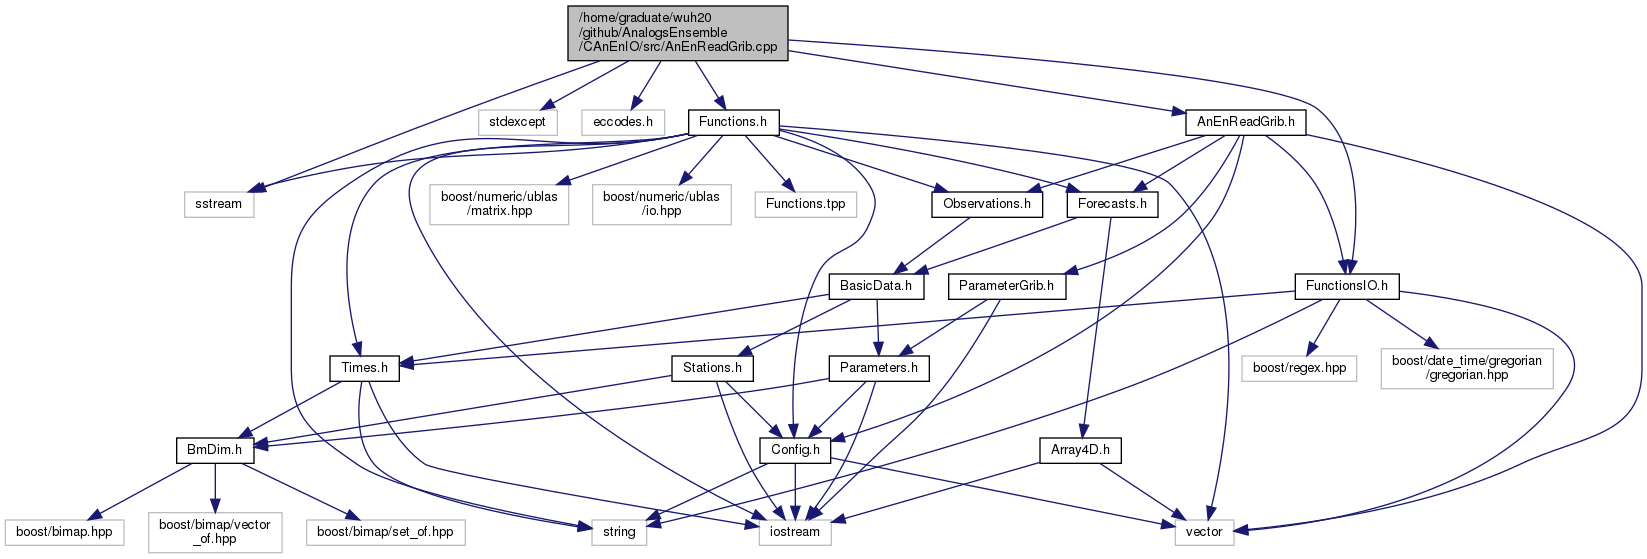 /home/graduate/wuh20
/github/AnalogsEnsemble
/CAnEnIO/src/AnEnReadGrib.cpp
stdexcept
eccodes.h
Functions.h
AnEnReadGrib.h
sstream
boost/numeric/ublas
/matrix.hpp
boost/numeric/ublas
/io.hpp
Functions.tpp
Observations.h
Forecasts.h
BasicData.h
ParameterGrib.h
FunctionsIO.h
Times.h
Stations.h
Parameters.h
boost/regex.hpp
boost/date_time/gregorian
/gregorian.hpp
BmDim.h
Config.h
Array4D.h
boost/bimap.hpp
boost/bimap/vector
_of.hpp
boost/bimap/set_of.hpp
string
iostream
vector